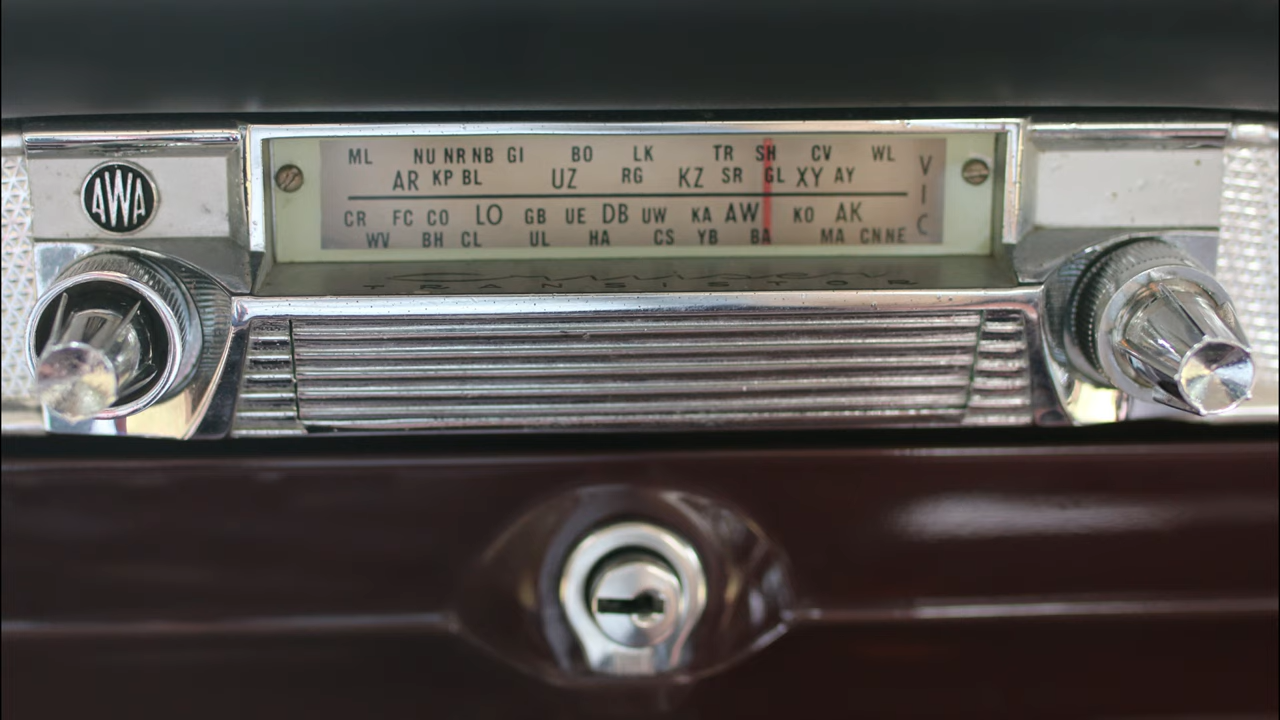 AWA
ML NU NR NB GI BO LK TR SH CV WL
AR KP BL UZ RG KZ SR GL XY AY
CR FC CO LO GB UE DB UW KA AW KO AK
WV BH CL UL HA CS YB BA MA CN NE
VIC
TRANSISTOR